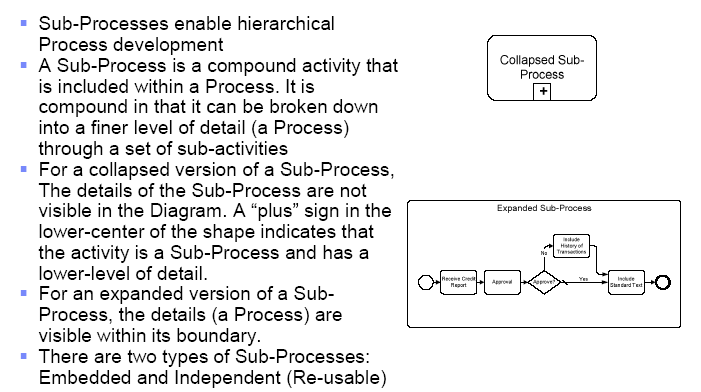 Sub-Processes enable hierarchical
Process development
A Sub-Process is a compound activity that
is included within a Process. It is
compound in that it can be broken down
into a finer level of detail (a Process)
through a set of sub-activities
For a collapsed version of a Sub-Process,
The details of the Sub-Process are not
visible in the Diagram. A “plus” sign in the
lower-center of the shape indicates that
the activity is a Sub-Process and has a
lower-level of detail.
For an expanded version of a Sub-
Process, the details (a Process) are
visible within its boundary.
There are two types of Sub-Processes:
Embedded and Independent (Re-usable)
Collapsed Sub-
Process
+
Expanded Sub-Process
Include
History of
Transactions
No
Receive Credit
Report
Approval
Approve?
Yes
Include
Standard Text